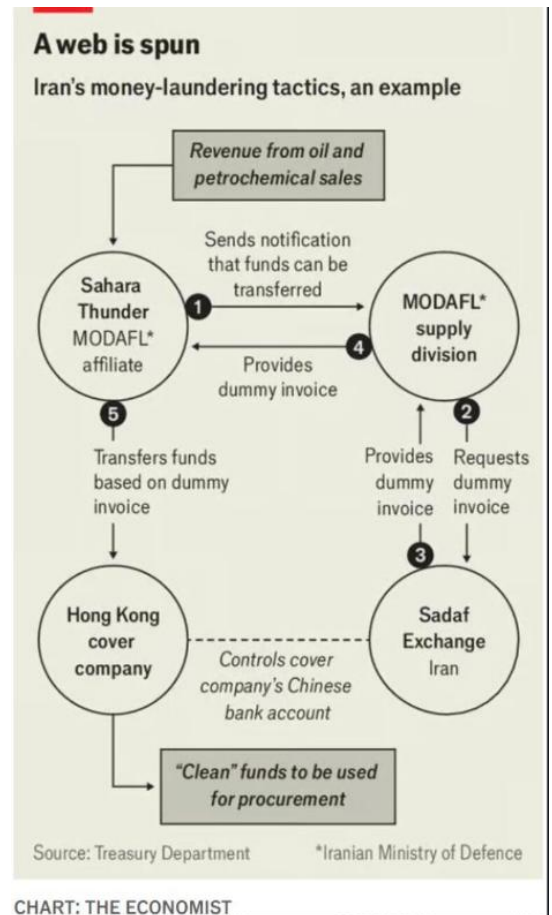 A web is spun
Iran's money-laundering tactics, an example
Revenue from oil and
petrochemical sales
Sends notification
that funds can be
transferred
Sahara
Thunder
MODAFL*
affiliate
1
MODAFL*
supply
division
4
Provides
dummy invoice
5
2
Transfers funds
based on dummy
invoice
Provides
dummy
invoice
Requests
dummy
invoice
3
Hong Kong
cover
company
Sadaf
Exchange
Iran
Controls cover
company's Chinese
bank account
"Clean" funds to be used
for procurement
Source: Treasury Department
*Iranian Ministry of Defence
CHART: THE ECONOMIST